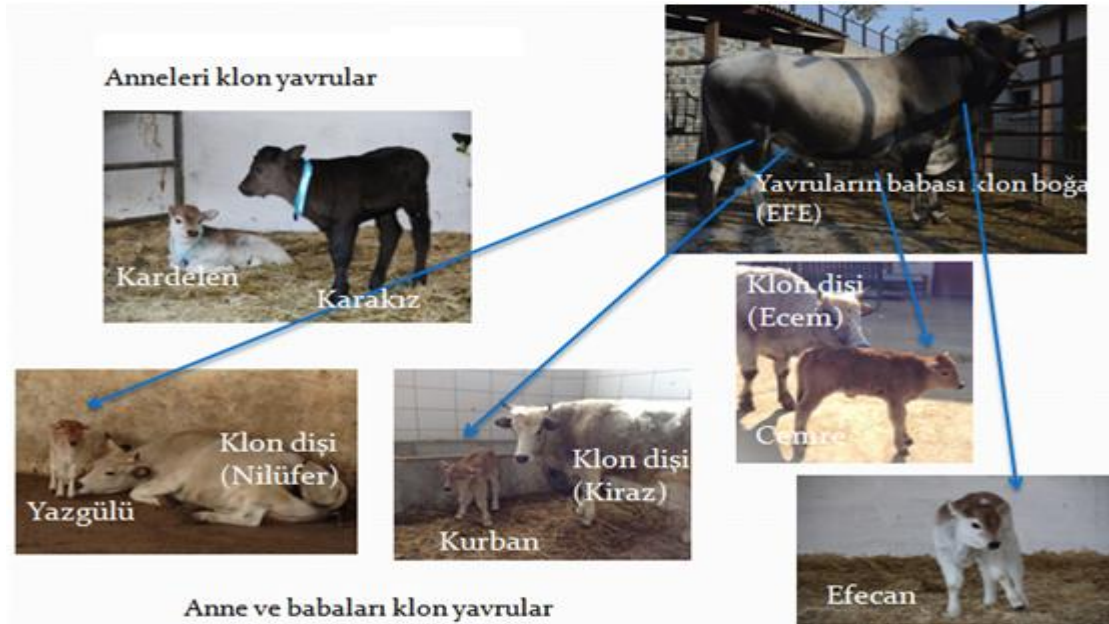 Anneleri klon yavrular
Kardelen
Karakız
Yavruların babası klon boğa
(EFE)
Klon dişi
(Ecem)
Cemre
Klon dişi
(Nilüfer)
Yazgülü
Klon dişi
(Kiraz)
Kurban
Efecan
Anne ve babaları klon yavrular